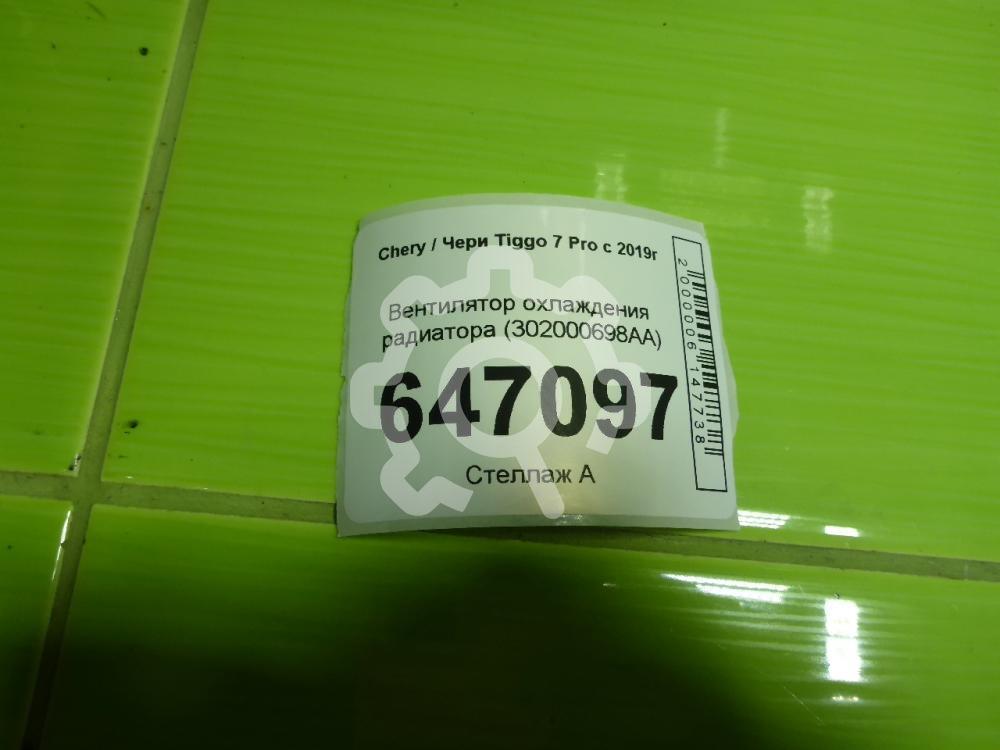 Chery / Чери Tiggo 7 Pro с 2019г
Вентилятор охлаждения
радиатора (302000698AA)
647097
Стеллаж А
2000006147738